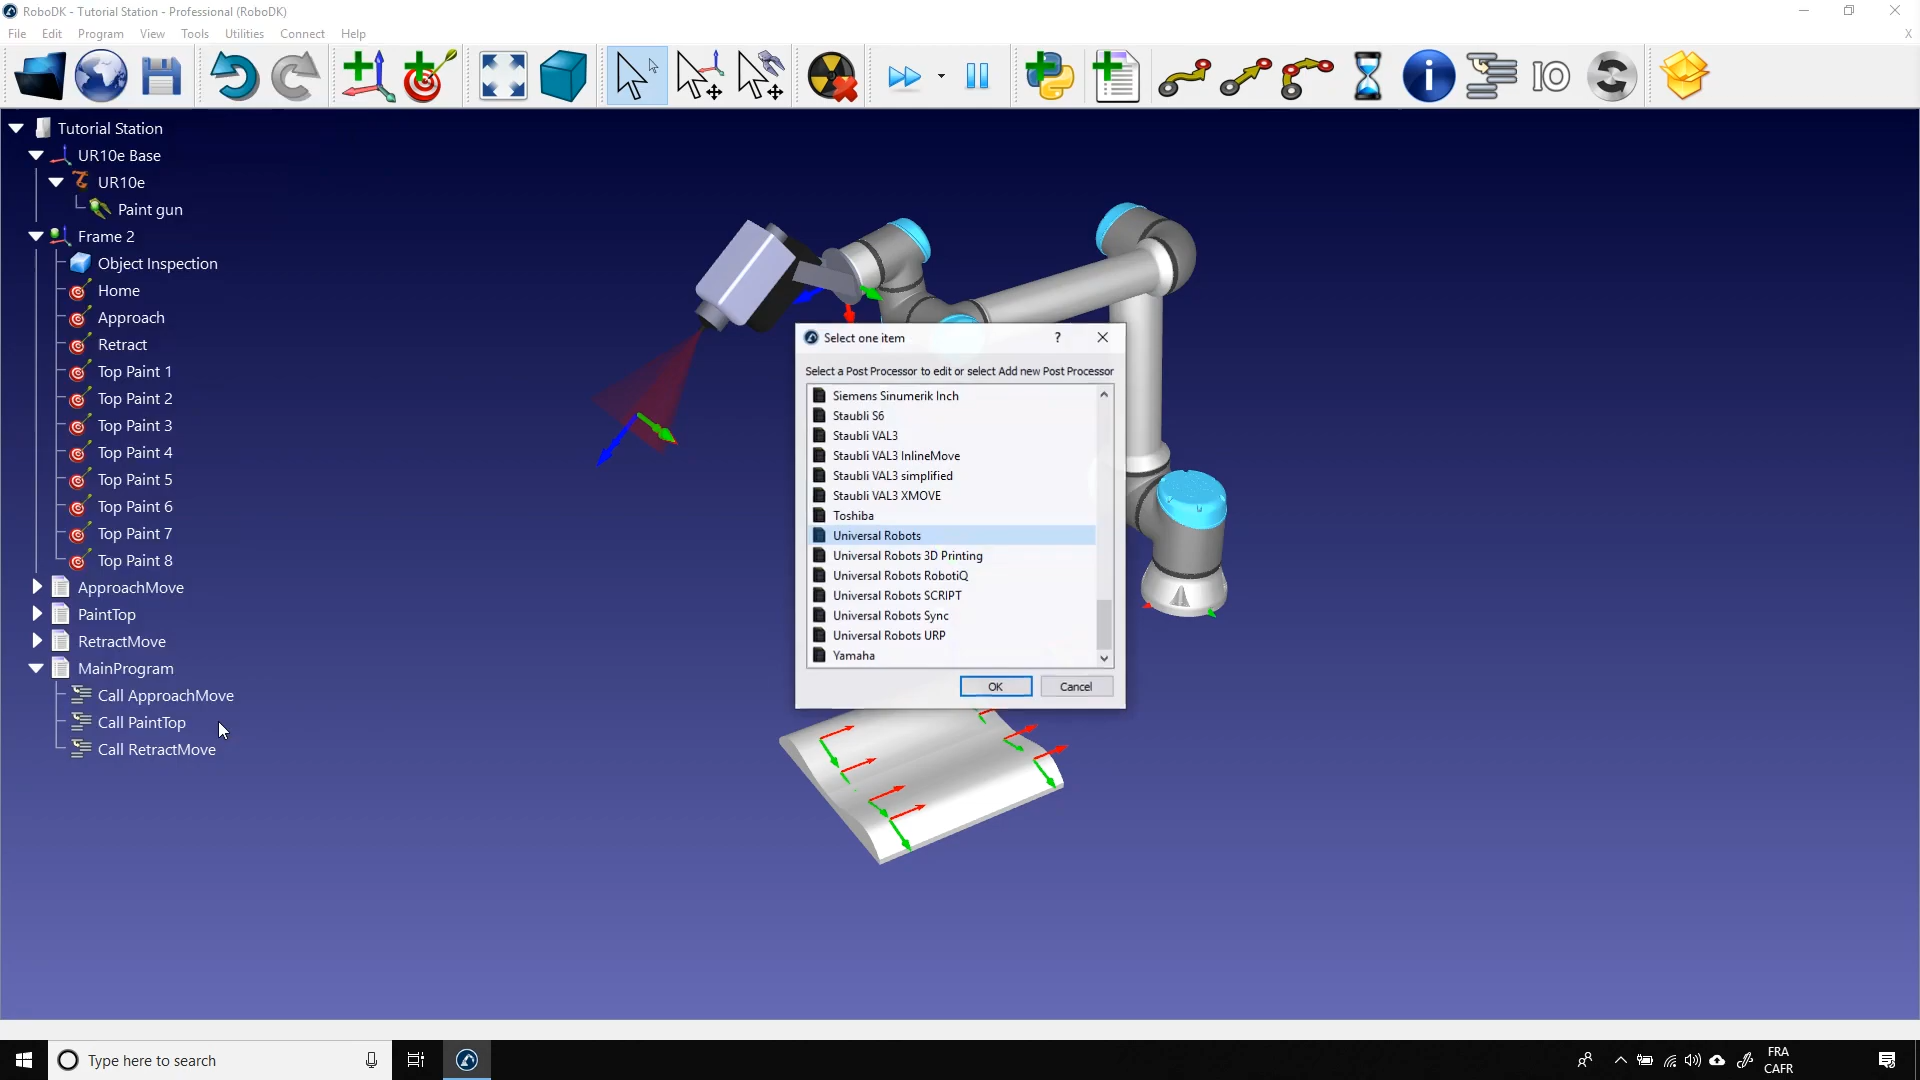 RoboDK - Tutorial Station - Professional (RoboDK)
File Edit Program View Tools Utilities Connect Help
X
IO
Tutorial Station
UR10e Base
UR10e
Paint gun
Frame 2
Object Inspection
Home
Approach
Retract
Top Paint 1
Top Paint 2
Top Paint 3
Top Paint 4
Top Paint 5
Top Paint 6
Top Paint 7
Top Paint 8
ApproachMove
PaintTop
RetractMove
MainProgram
Call ApproachMove
Call PaintTop
Call RetractMove
Select one item
?
Select a Post Processor to edit or select Add new Post Processor
Siemens Sinumerik Inch
Staubli S6
Staubli VAL3
Staubli VAL3 InlineMove
Staubli VAL3 simplified
Staubli VAL3 XMOVE
Toshiba
Universal Robots
Universal Robots 3D Printing
Universal Robots RobotiQ
Universal Robots SCRIPT
Universal Robots Sync
Universal Robots URP
Yamaha
OK Cancel
Type here to search
FRA
CAFR